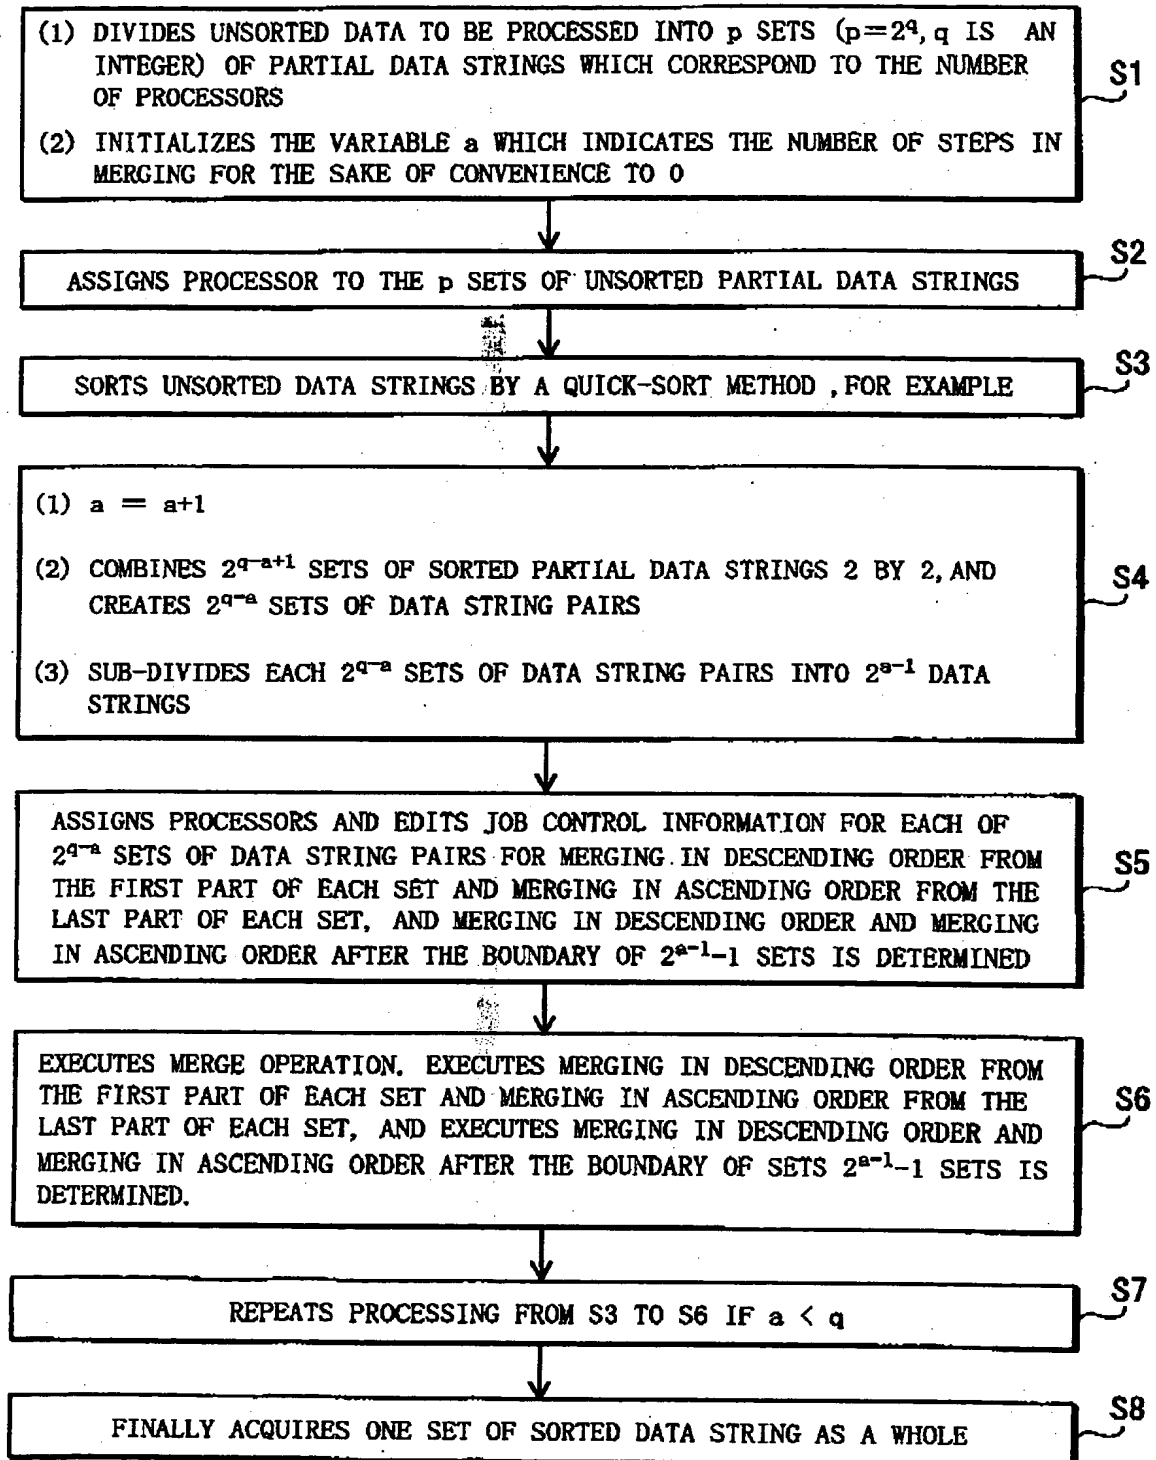 (1) DIVIDES UNSORTED DATA TO BE PROCESSED INTO p SETS (p=2^q, q IS AN
INTEGER) OF PARTIAL DATA STRINGS WHICH CORRESPOND TO THE NUMBER
OF PROCESSORS
S1
(2) INITIALIZES THE VARIABLE a WHICH INDICATES THE NUMBER OF STEPS IN
MERGING FOR THE SAKE OF CONVENIENCE TO 0
S2
ASSIGNS PROCESSOR TO THE p SETS OF UNSORTED PARTIAL DATA STRINGS
S3
SORTS UNSORTED DATA STRINGS BY A QUICK-SORT METHOD ,FOR EXAMPLE
(1) a = a+1
(2) COMBINES 2^q-a+1 SETS OF SORTED PARTIAL DATA STRINGS 2 BY 2, AND
CREATES 2^q-a SETS OF DATA STRING PAIRS
S4
(3) SUB-DIVIDES EACH 2^q-a SETS OF DATA STRING PAIRS INTO 2^a-1 DATA
STRINGS
ASSIGNS PROCESSORS AND EDITS JOB CONTROL INFORMATION FOR EACH OF
2^q-a SETS OF DATA STRING PAIRS FOR MERGING IN DESCENDING ORDER FROM
THE FIRST PART OF EACH SET AND MERGING IN ASCENDING ORDER FROM THE
LAST PART OF EACH SET, AND MERGING IN DESCENDING ORDER AND MERGING
IN ASCENDING ORDER AFTER THE BOUNDARY OF 2^a-1-1 SETS IS DETERMINED
S5
EXECUTES MERGE OPERATION. EXECUTES MERGING IN DESCENDING ORDER FROM
THE FIRST PART OF EACH SET AND MERGING IN ASCENDING ORDER FROM THE
LAST PART OF EACH SET, AND EXECUTES MERGING IN DESCENDING ORDER AND
MERGING IN ASCENDING ORDER AFTER THE BOUNDARY OF SETS 2^a-1-1 SETS IS
DETERMINED.
S6
S7
REPEATS PROCESSING FROM S3 TO S6 IF a < q
S8
FINALLY ACQUIRES ONE SET OF SORTED DATA STRING AS A WHOLE